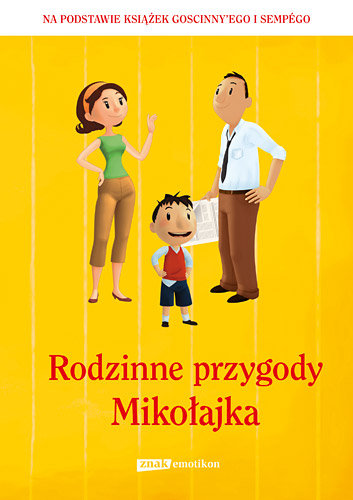 NA PODSTAWIE KSIĄŻEK GOSCINNY'EGO I SEMPÉGO
Rodzinne przygody
Mikołajka
znak emotikon